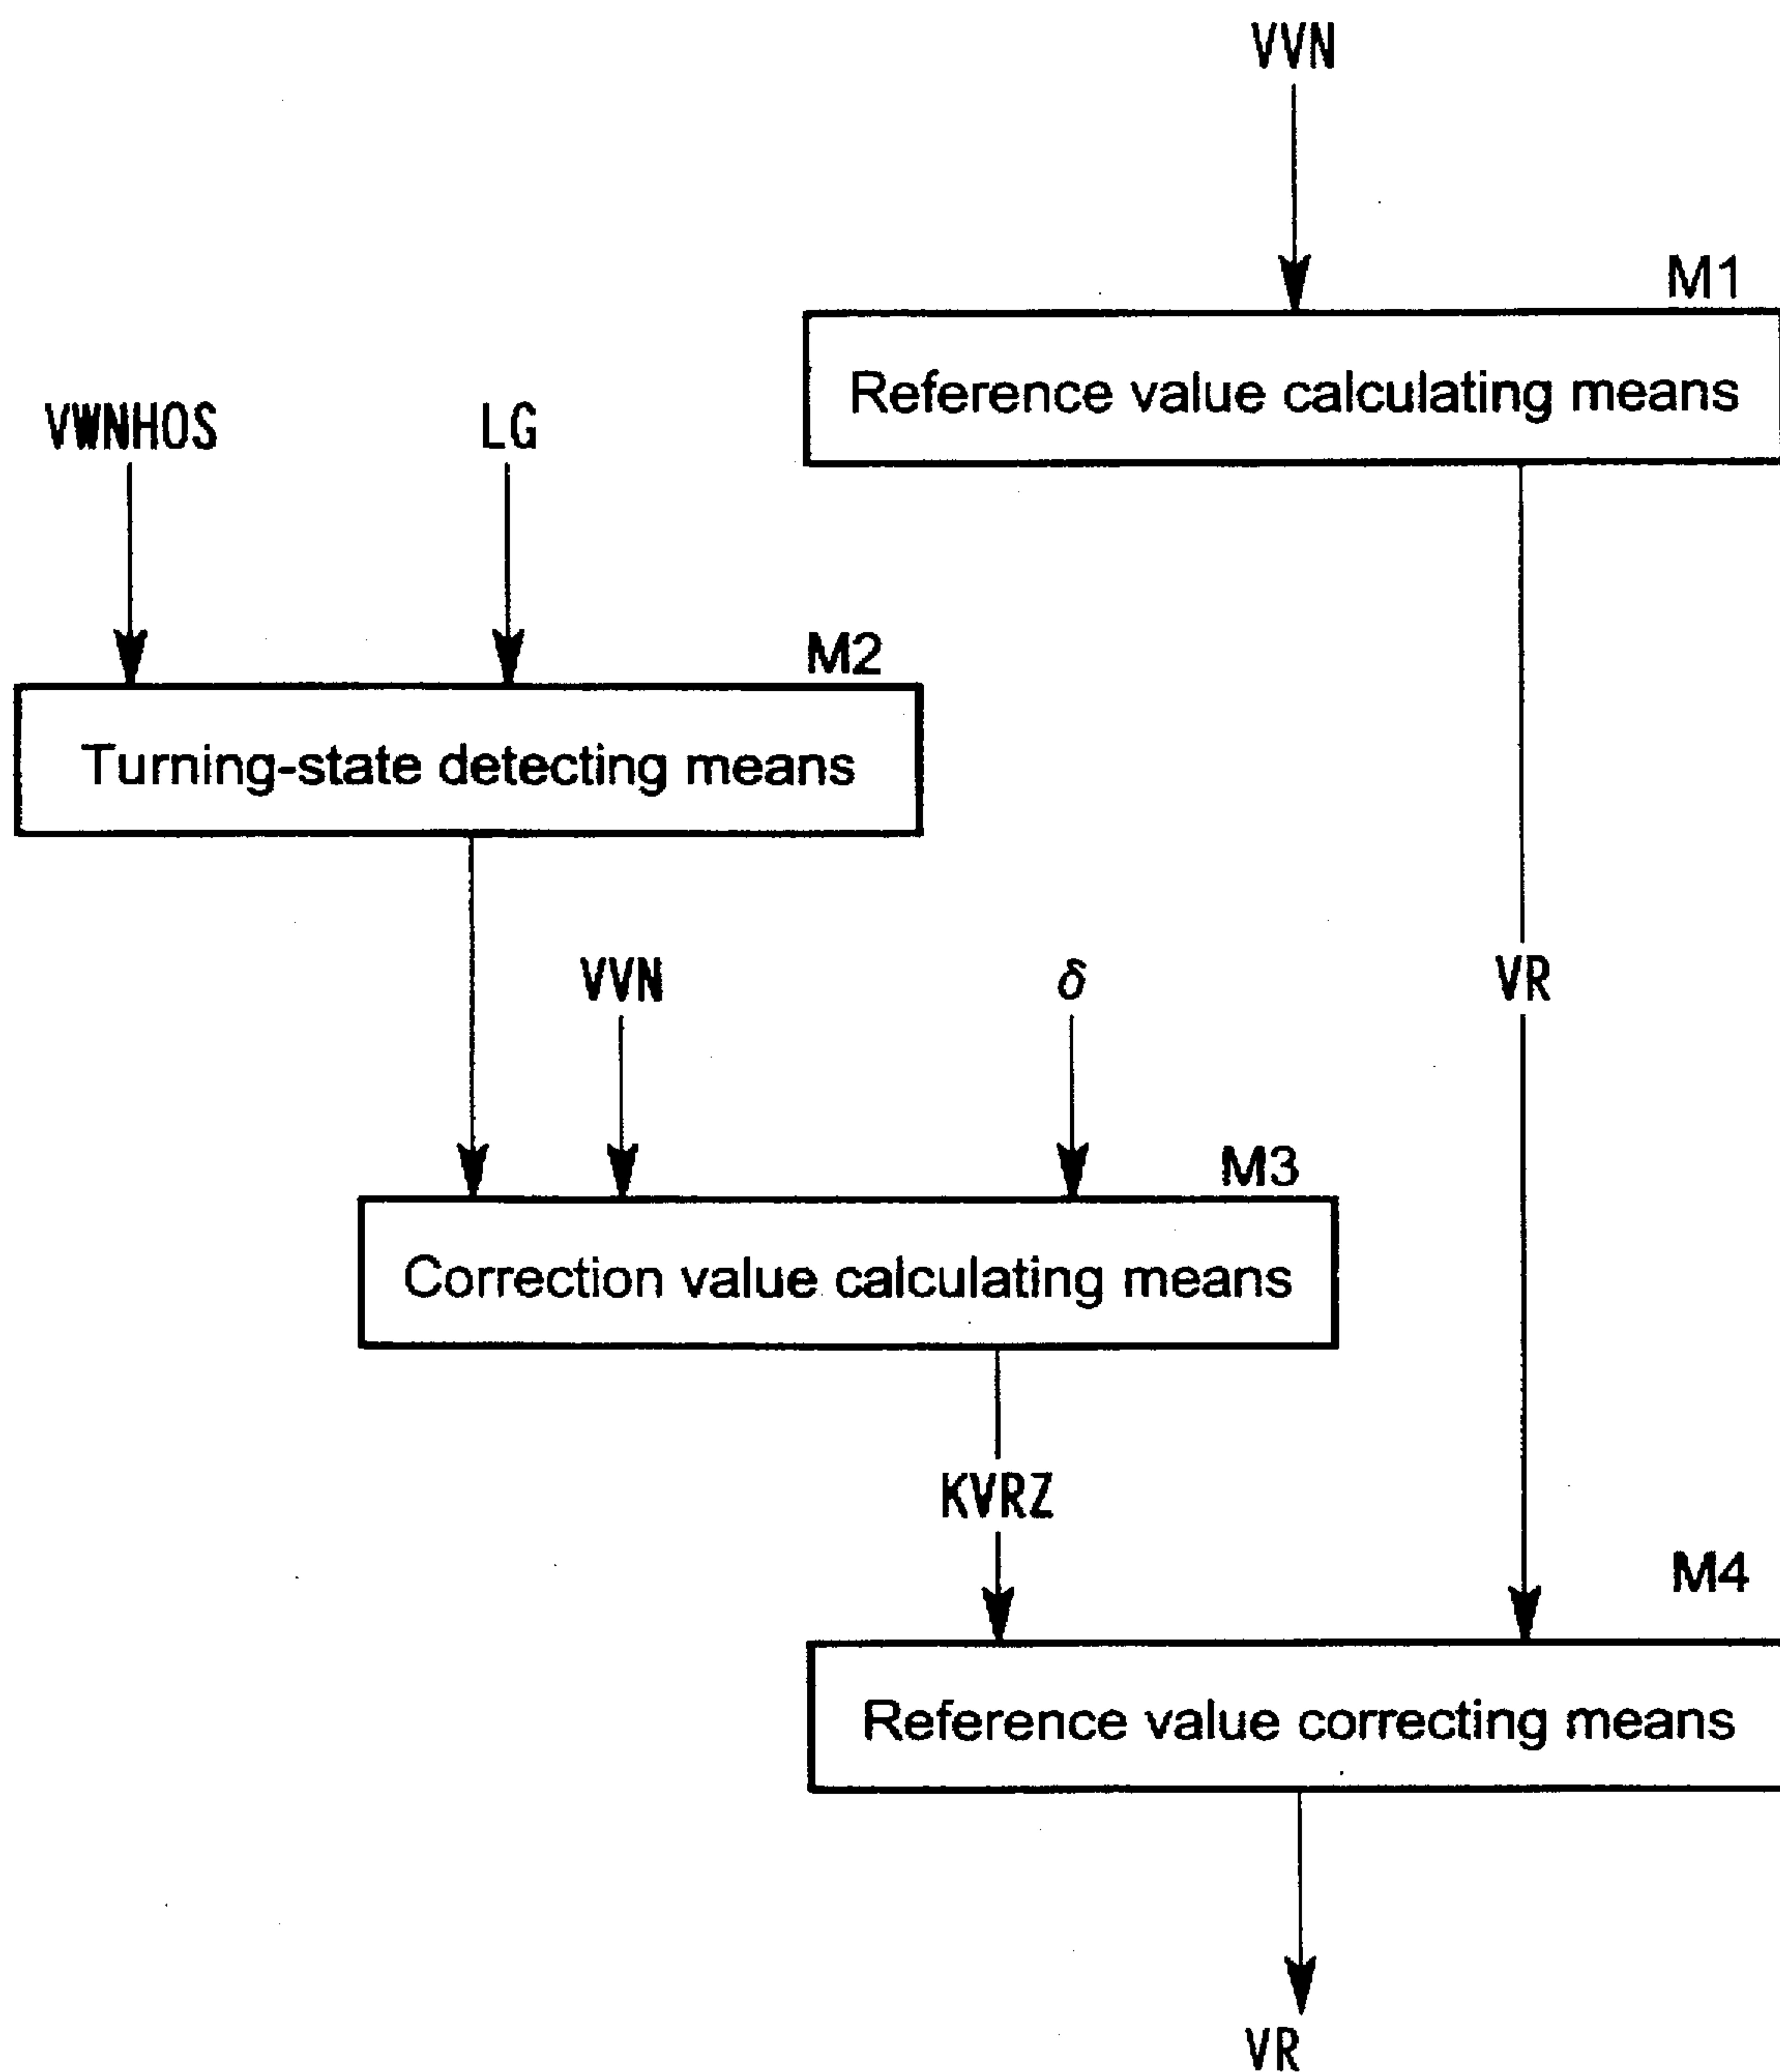 VVN
M1
Reference value calculating means
VWNHOS
LG
M2
Turning-state detecting means
VVN
δ
VR
M3
Correction value calculating means
KVRZ
M4
Reference value correcting means
VR